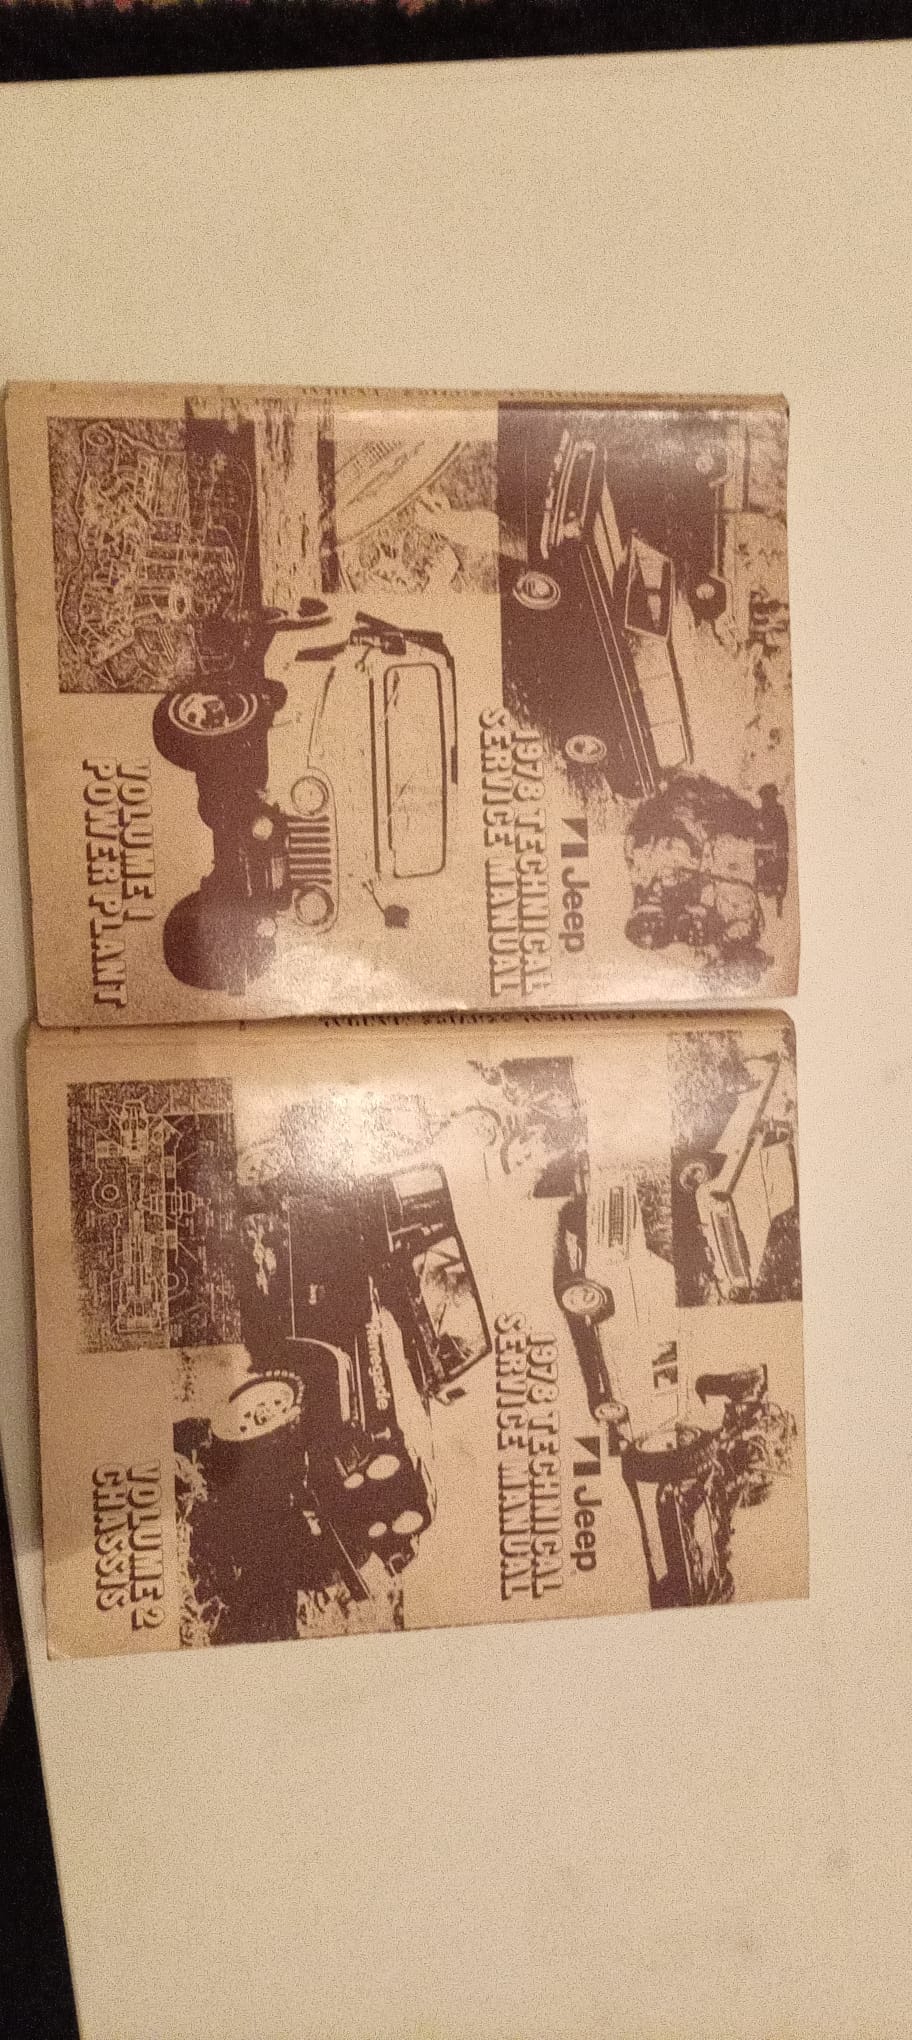 Jeep
1978 TECHNICAL
SERVICE MANUAL
VOLUME 1
POWER PLANT
Jeep
1978 TECHNICAL
SERVICE MANUAL
Renegade
VOLUME 2
CHASSIS